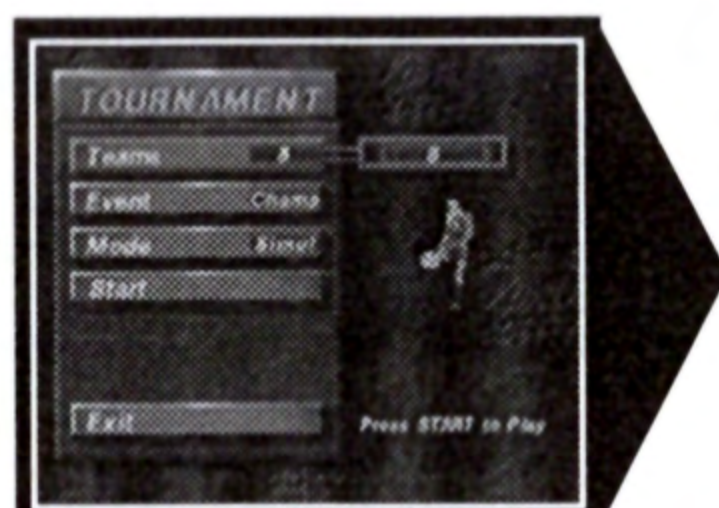 TOURNAMENT
Teams 8 8
Event Champ
Mode Simul
Start
Exit
Press START to Play